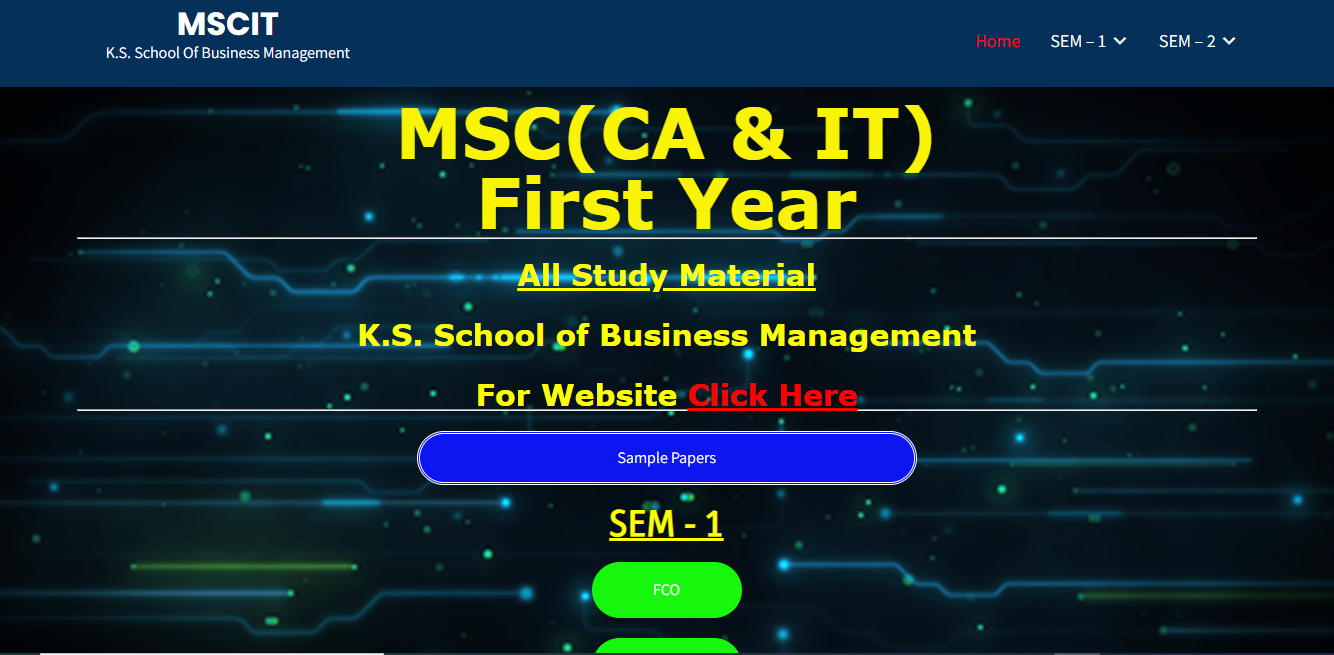 MSCIT
K.S. School Of Business Management
Home SEM – 1 SEM – 2
MSC(CA & IT)
First Year
All Study Material
K.S. School of Business Management
For Website Click Here
Sample Papers
SEM - 1
FCO